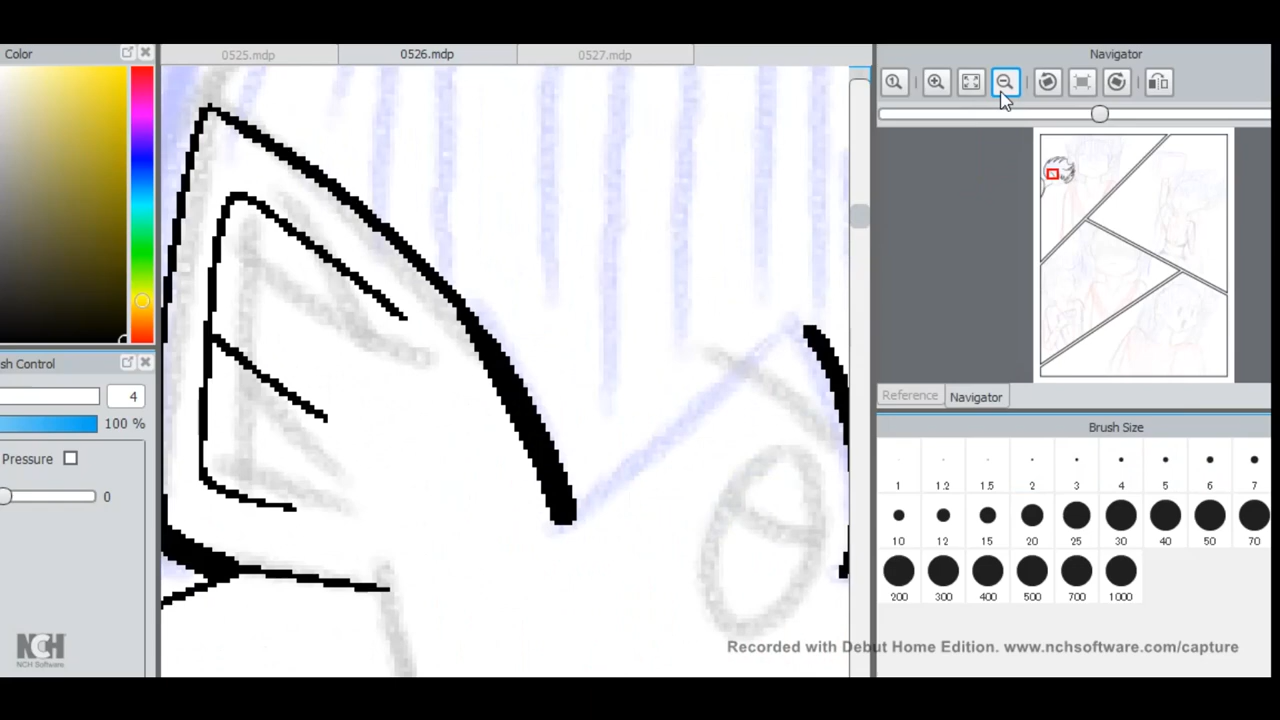 Color
0525.mdp
0526.mdp
0527.mdp
Navigator
sh Control
4
100 %
Pressure
0
Reference
Navigator
Brush Size
1 1.2 1.5 2 3 4 5 6 7
10 12 15 20 25 30 40 50 70
200 300 400 500 700 1000
NCH
NCH Software
Recorded with Debut Home Edition. www.nchsoftware.com/capture